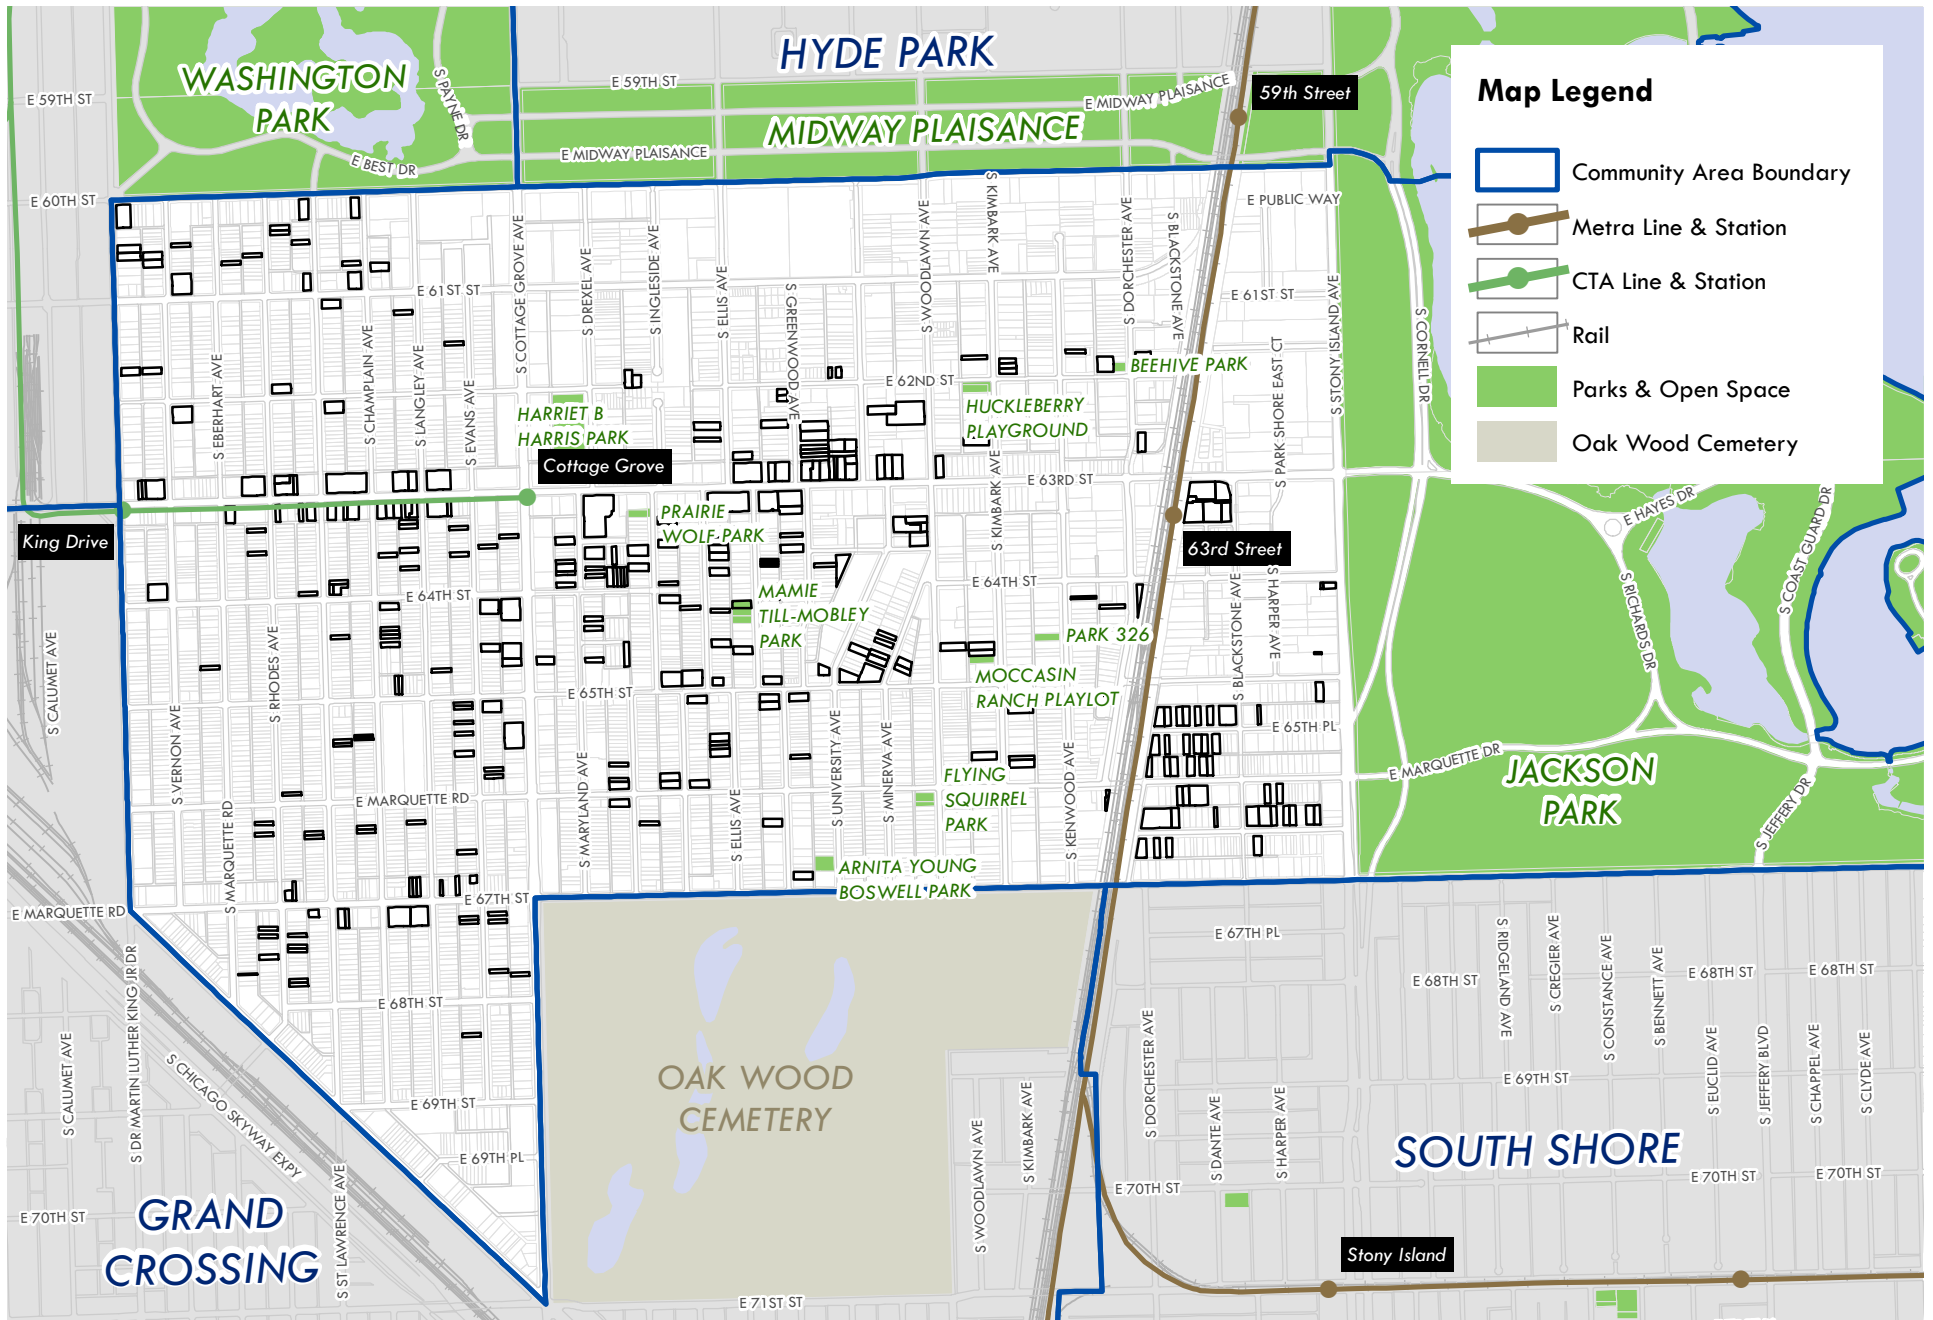 HYDE PARK
WASHINGTON
PARK
S PAYNE DR
E 59TH ST
E 59TH ST
E MIDWAY PLAISANCE
59th Street
MIDWAY PLAISANCE
E MIDWAY PLAISANCE
E BEST DR
E 60TH ST
Map Legend
Community Area Boundary
Metra Line & Station
CTA Line & Station
Rail
Parks & Open Space
Oak Wood Cemetery
E PUBLIC WAY
S COTTAGE GROVE AVE
S DREXEL AVE
S INGLESIDE AVE
S ELLIS AVE
S GREENWOOD AVE
S WOODLAWN AVE
S KIMBARK AVE
S DORCHESTER AVE
S BLACKSTONE AVE
S STONY ISLAND AVE
S CORNELL DR
E 61ST ST
E 61ST ST
S EBERHART AVE
S CHAMPLAIN AVE
S LANGLEY AVE
S EVANS AVE
S PARK SHORE EAST CT
BEEHIVE PARK
E 62ND ST
HARRIET B
HARRIS PARK
HUCKLEBERRY
PLAYGROUND
Cottage Grove
E 63RD ST
S KIMBARK AVE
E HAYES DR
S COAST GUARD DR
King Drive
PRAIRIE
WOLF PARK
63rd Street
E 64TH ST
E 64TH ST
MAMIE
TILL-MOBLEY
PARK
PARK 326
S BLACKSTONE AVE
S HARPER AVE
S RICHARDS DR
S CALUMET AVE
S RHODES AVE
MOCCASIN
RANCH PLAYLOT
E 65TH ST
E 65TH PL
S VERNON AVE
S MARQUETTE RD
S MARYLAND AVE
S ELLIS AVE
S UNIVERSITY AVE
S MINERVA AVE
S KENWOOD AVE
E MARQUETTE DR
JACKSON
PARK
S JEFFERY DR
FLYING
SQUIRREL
PARK
E MARQUETTE RD
ARNITA YOUNG
BOSWELL PARK
E 67TH ST
E MARQUETTE RD
E 67TH PL
S RIDGELAND AVE
S CREGIER AVE
S CONSTANCE AVE
S BENNETT AVE
E 68TH ST
E 68TH ST
E 68TH ST
E 68TH ST
S DR MARTIN LUTHER KING JR DR
S CALUMET AVE
S CHICAGO SKYWAY EXPY
S ST LAWRENCE AVE
OAK WOOD
CEMETERY
S DORCHESTER AVE
S EUCLID AVE
S JEFFERY BLVD
S CHAPPEL AVE
S CLYDE AVE
E 69TH ST
E 69TH ST
E 69TH PL
S WOODLAWN AVE
S KIMBARK AVE
S DANTE AVE
S HARPER AVE
SOUTH SHORE
E 70TH ST
E 70TH ST
E 70TH ST
E 70TH ST
GRAND
CROSSING
Stony Island
E 71ST ST